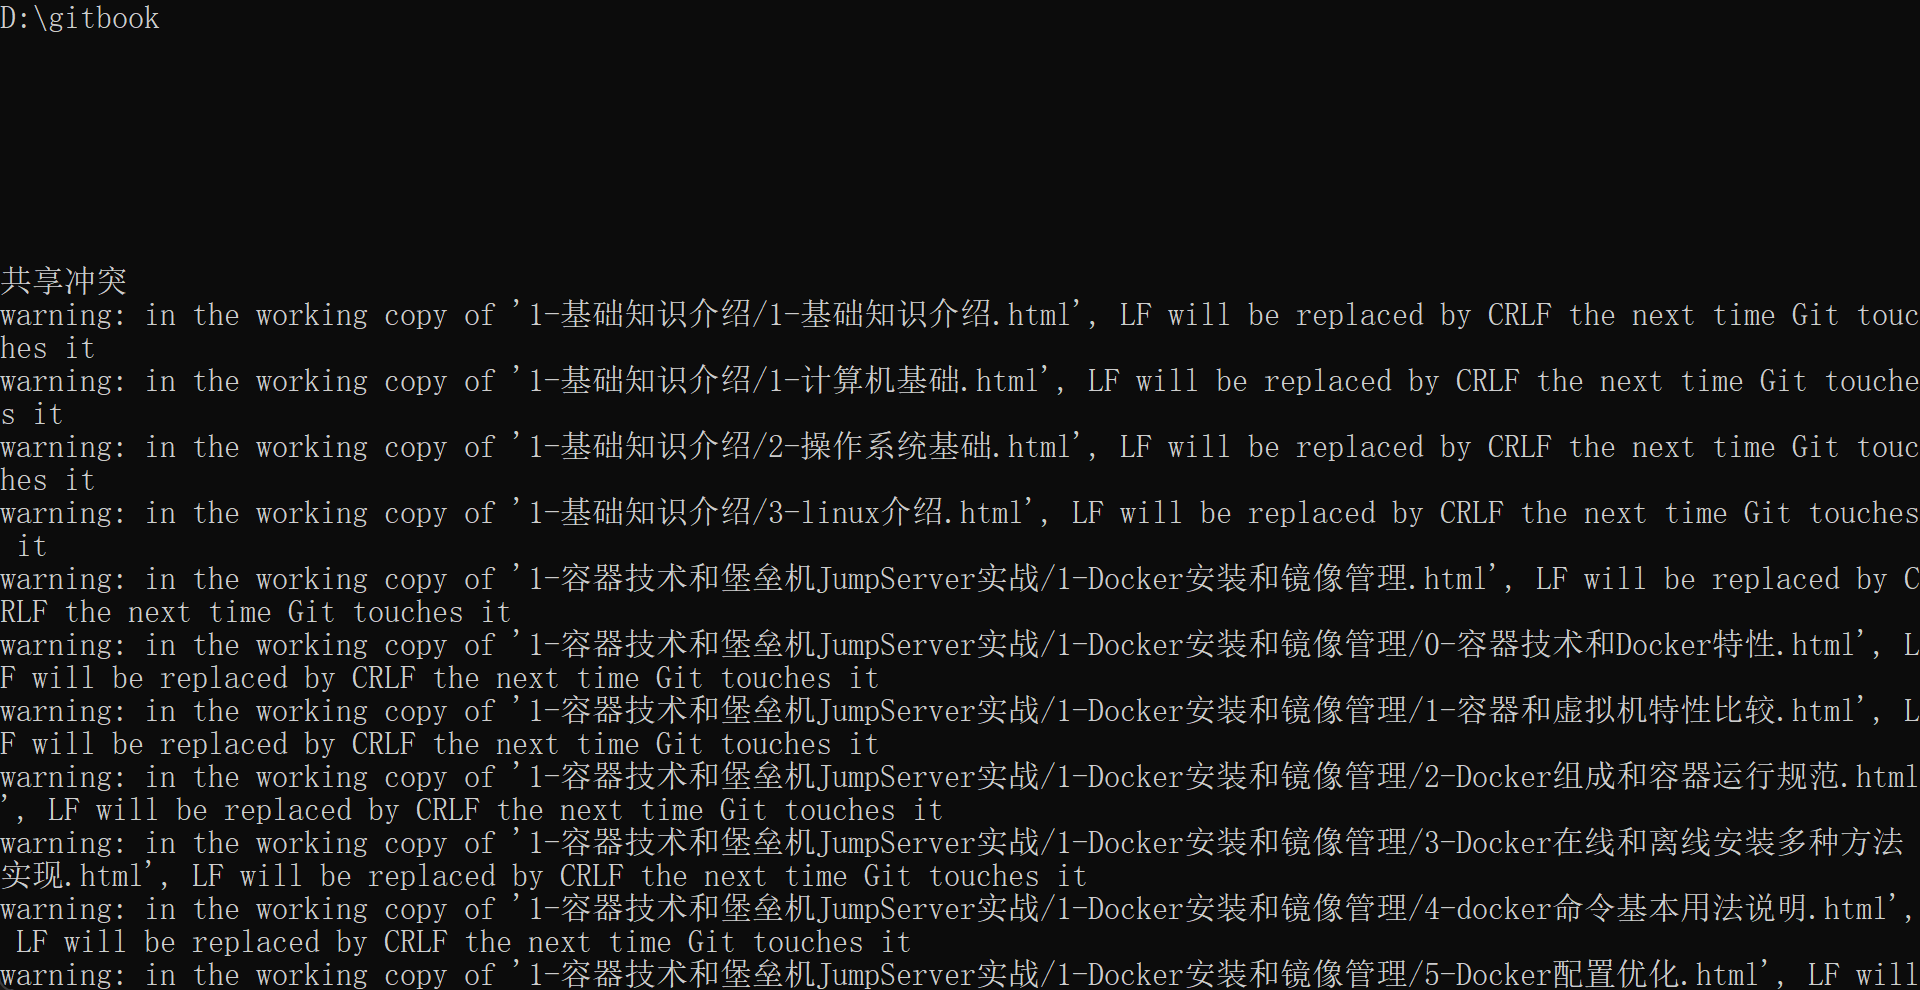 D:\gitbook
共享冲突
warning: in the working copy of '1-基础知识介绍/1-基础知识介绍.html', LF will be replaced by CRLF the next time Git touc
hes it
warning: in the working copy of '1-基础知识介绍/1-计算机基础.html', LF will be replaced by CRLF the next time Git touche
s it
warning: in the working copy of '1-基础知识介绍/2-操作系统基础.html', LF will be replaced by CRLF the next time Git touc
hes it
warning: in the working copy of '1-基础知识介绍/3-linux介绍.html', LF will be replaced by CRLF the next time Git touches
 it
warning: in the working copy of '1-容器技术和堡垒机JumpServer实战/1-Docker安装和镜像管理.html', LF will be replaced by C
RLF the next time Git touches it
warning: in the working copy of '1-容器技术和堡垒机JumpServer实战/1-Docker安装和镜像管理/0-容器技术和Docker特性.html', L
F will be replaced by CRLF the next time Git touches it
warning: in the working copy of '1-容器技术和堡垒机JumpServer实战/1-Docker安装和镜像管理/1-容器和虚拟机特性比较.html', L
F will be replaced by CRLF the next time Git touches it
warning: in the working copy of '1-容器技术和堡垒机JumpServer实战/1-Docker安装和镜像管理/2-Docker组成和容器运行规范.html
', LF will be replaced by CRLF the next time Git touches it
warning: in the working copy of '1-容器技术和堡垒机JumpServer实战/1-Docker安装和镜像管理/3-Docker在线和离线安装多种方法
实现.html', LF will be replaced by CRLF the next time Git touches it
warning: in the working copy of '1-容器技术和堡垒机JumpServer实战/1-Docker安装和镜像管理/4-docker命令基本用法说明.html',
 LF will be replaced by CRLF the next time Git touches it
warning: in the working copy of '1-容器技术和堡垒机JumpServer实战/1-Docker安装和镜像管理/5-Docker配置优化.html', LF will